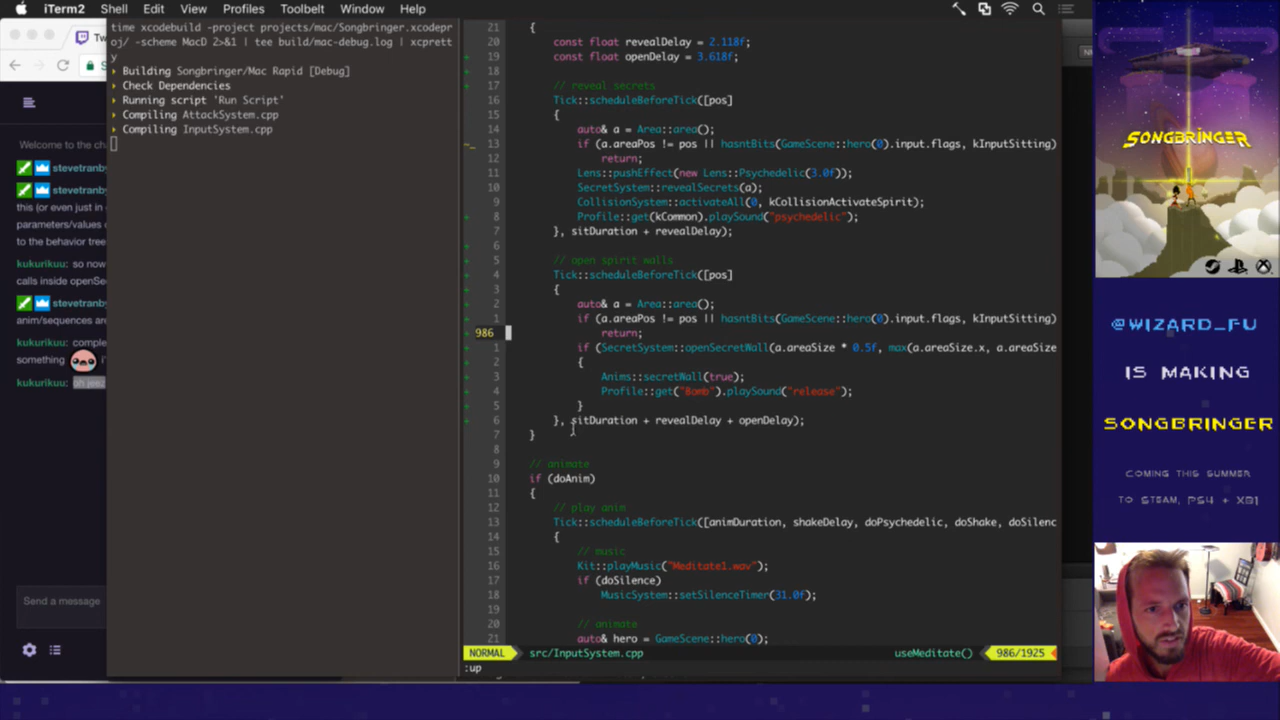 iTerm2 Shell Edit View Profiles Toolbelt Window Help
Tw
Welcome to the ch
stevetranby
stevetranby
this (or even just in
parameters/values
to the behavior tree
kukurikuu: so now
calls inside openSe
stevetranby
anim/sequences are
kukurikuu: comple
something
kukurikuu: oh jeez
Send a message
time xcodebuild -project projects/mac/Songbringer.xcodepr
oj/ -scheme MacD 2>&1 | tee build/mac-debug.log | xcprett
y
Building Songbringer/Mac Rapid [Debug]
Check Dependencies
Running script 'Run Script'
Compiling AttackSystem.cpp
Compiling InputSystem.cpp
21 {
20 const float revealDelay = 2.118f;
19 const float openDelay = 3.618f;
18
17 // reveal secrets
16 Tick::scheduleBeforeTick([pos]
15 {
14 auto& a = Area::area();
13 if (a.areaPos != pos || hasntBits(GameScene::hero(0).input.flags, kInputSitting)
12 return;
11 Lens::pushEffect(new Lens::Psychedelic(3.0f));
10 SecretSystem::revealSecrets(a);
9 CollisionSystem::activateAll(0, kCollisionActivateSpirit);
8 Profile::get(kCommon).playSound("psychedelic");
7 }, sitDuration + revealDelay);
6
5 // open spirit walls
4 Tick::scheduleBeforeTick([pos]
3 {
2 auto& a = Area::area();
1 if (a.areaPos != pos || hasntBits(GameScene::hero(0).input.flags, kInputSitting)
986 return;
1 if (SecretSystem::openSecretWall(a.areaSize * 0.5f, max(a.areaSize.x, a.areaSize
2 {
3 Anims::secretWall(true);
4 Profile::get("Bomb").playSound("release");
5 }
6 }, sitDuration + revealDelay + openDelay);
7 }
8
9 // animate
10 if (doAnim)
11 {
12 // play anim
13 Tick::scheduleBeforeTick([animDuration, shakeDelay, doPsychedelic, doShake, doSilenc
14 {
15 // music
16 Kit::playMusic("Meditate1.wav");
17 if (doSilence)
18 MusicSystem::setSilenceTimer(31.0f);
19
20 // animate
21 auto& hero = GameScene::hero(0);
NORMAL src/InputSystem.cpp useMeditate() 986/1925
:up
SONGBRINGER
@WIZARD_FU
IS MAKING
SONGBRINGER
COMING THIS SUMMER
TO STEAM, PS4 + XB1